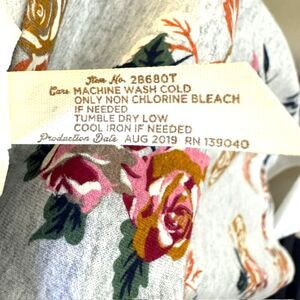 Item No. 28680T
Care MACHINE WASH COLD
ONLY NON CHLORINE BLEACH
IF NEEDED
TUMBLE DRY LOW
COOL IRON IF NEEDED
Production Date AUG 2019 RN 139040